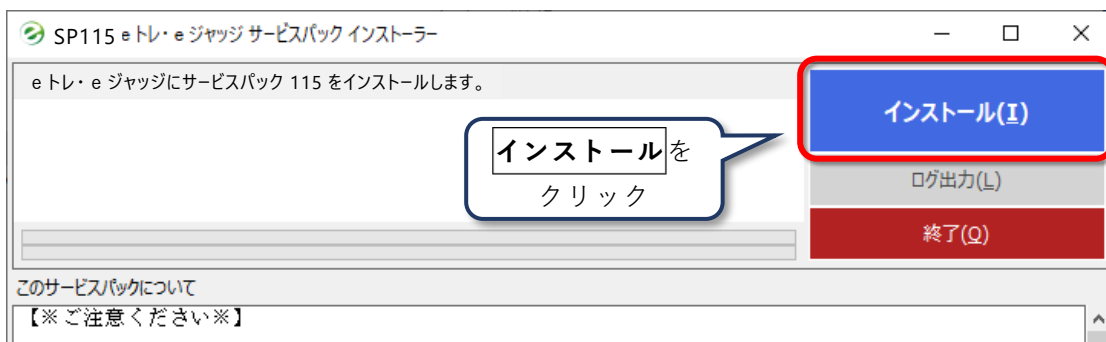 SP115 eトレ・eジャッジ サービスパック インストーラー
eトレ・eジャッジにサービスパック 115 をインストールします。
インストール(I)
インストールを
クリック
ログ出力(L)
終了(Q)
このサービスパックについて
【※ご注意ください※】